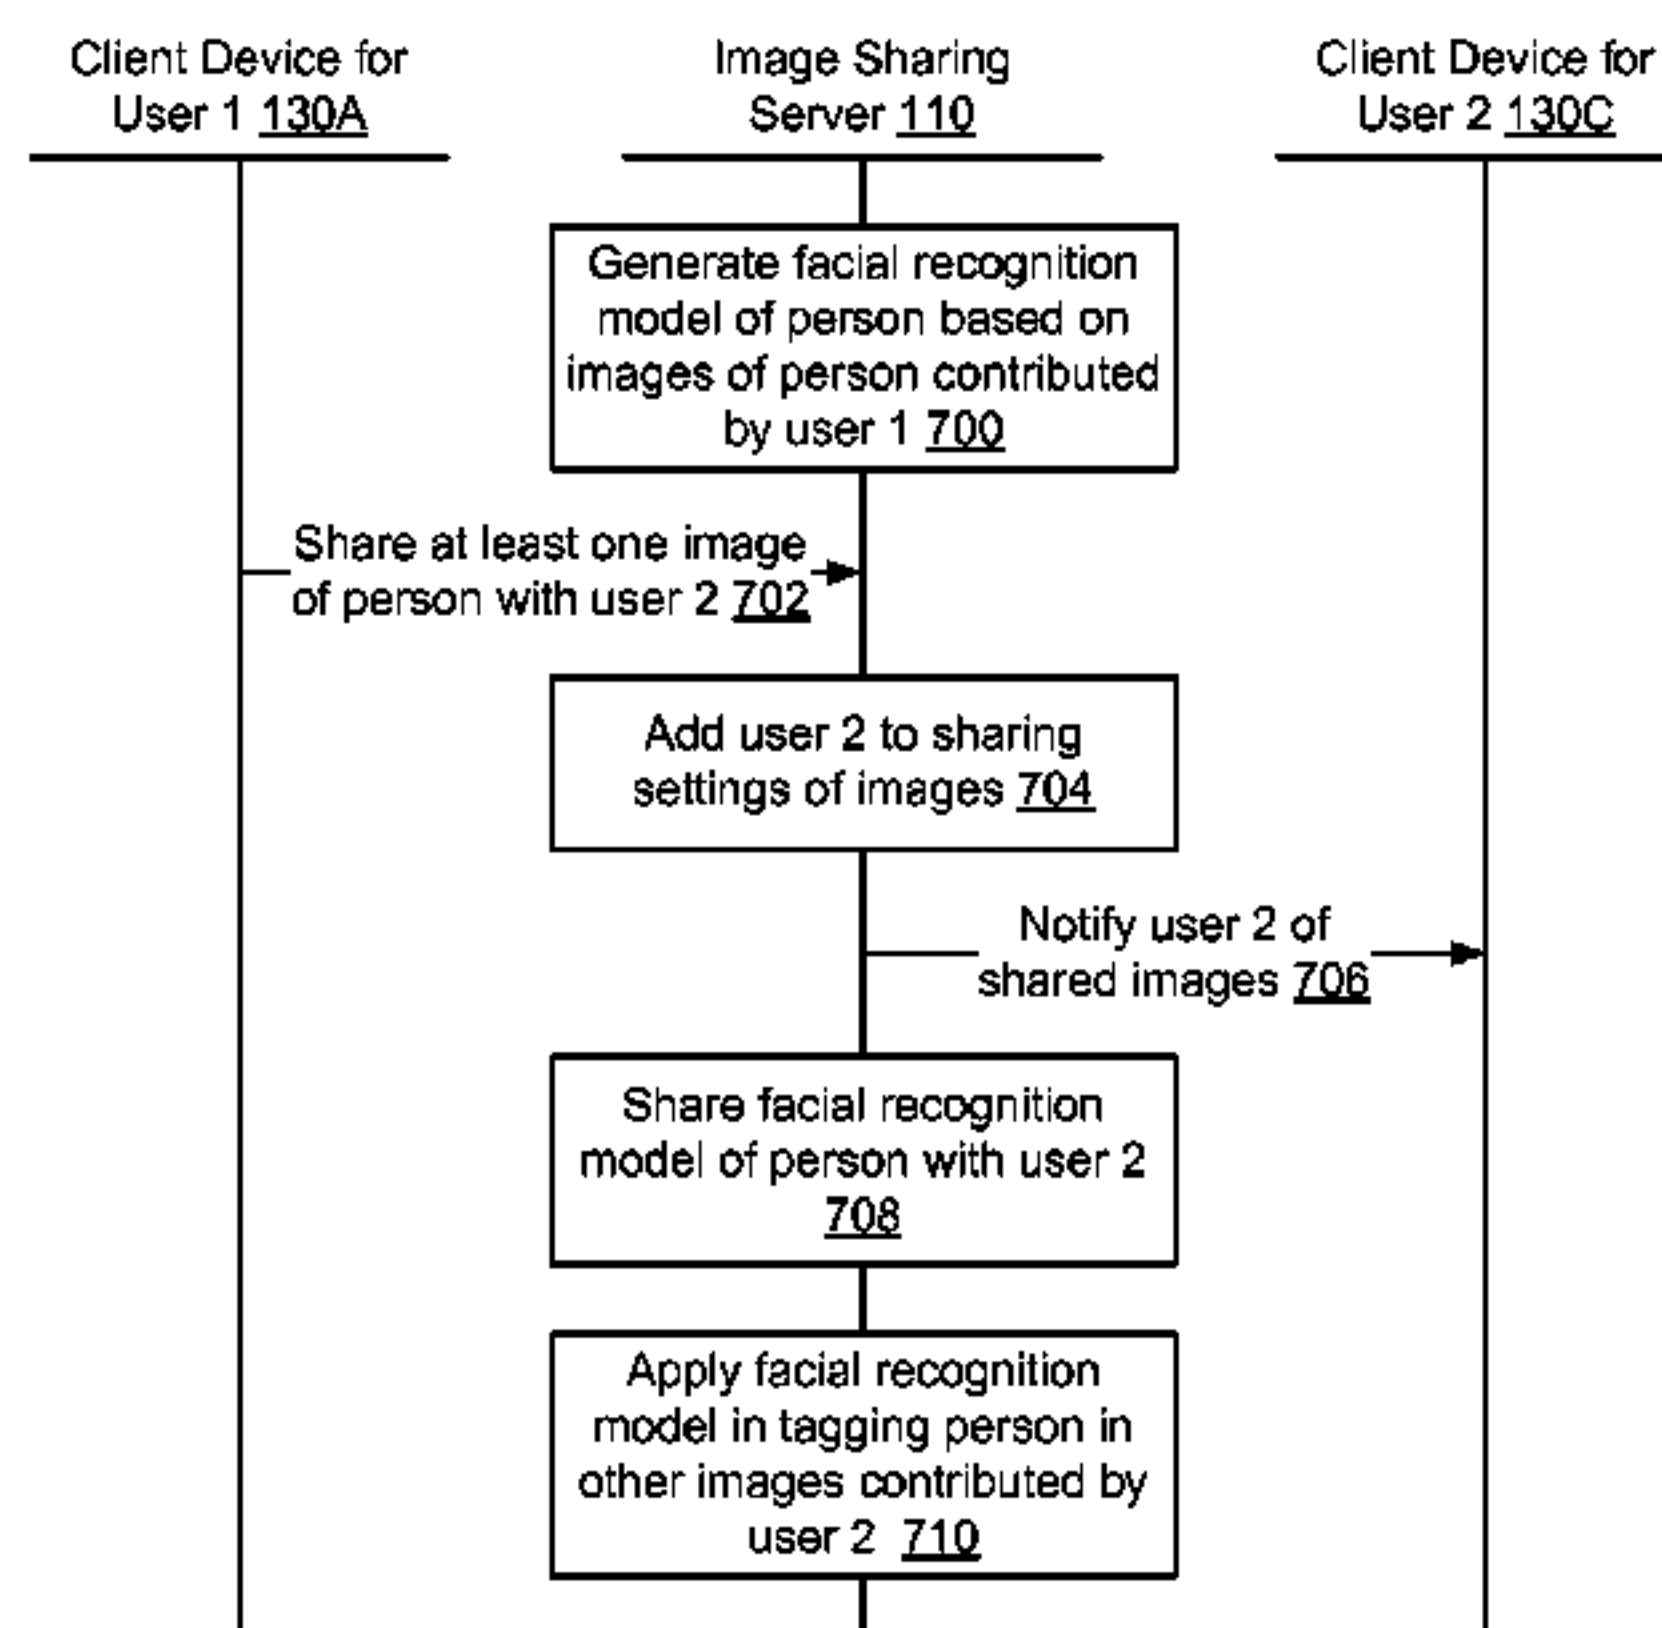 Client Device for
User 1 130A
Image Sharing
Server 110
Client Device for
User 2 130C
Generate facial recognition
model of person based on
images of person contributed
by user 1 700
Share at least one image
of person with user 2 702
Add user 2 to sharing
settings of images 704
Notify user 2 of
shared images 706
Share facial recognition
model of person with user 2
708
Apply facial recognition
model in tagging person in
other images contributed by
user 2 710